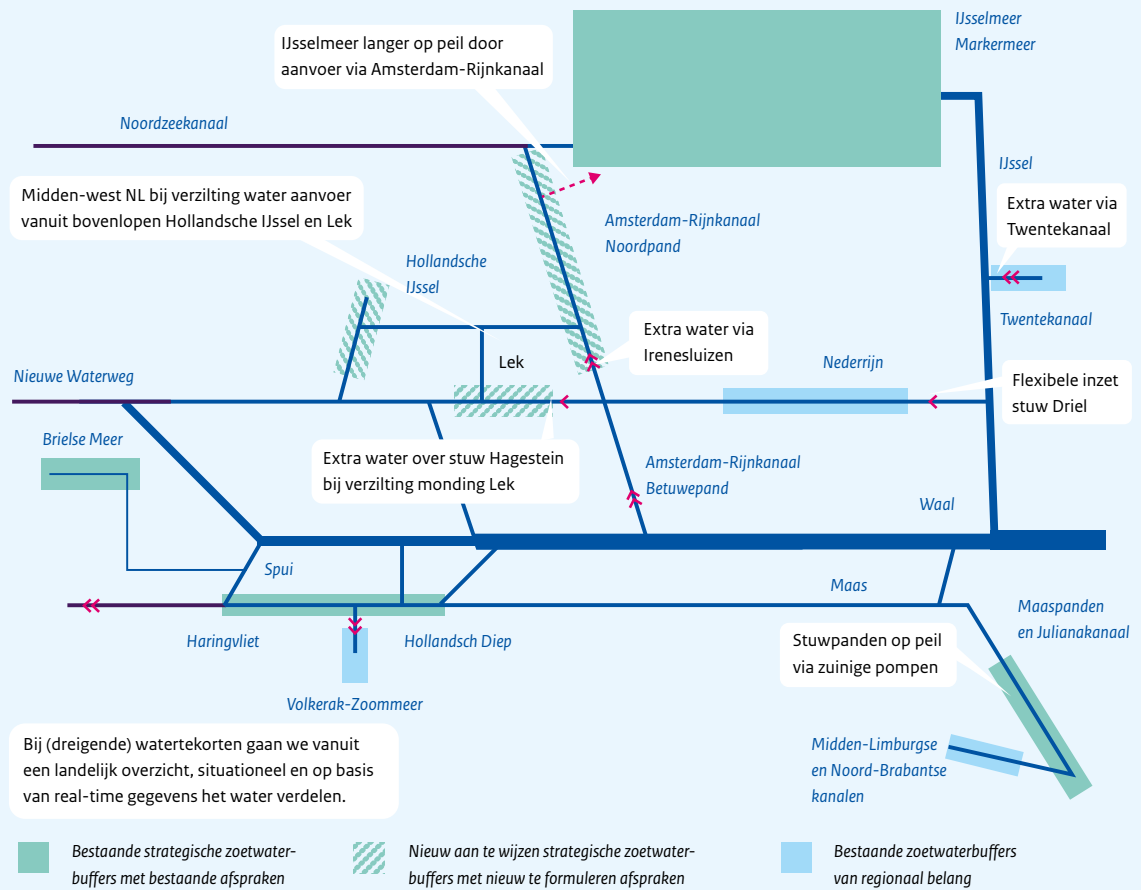 IJsselmeer
Markermeer
IJsselmeer langer op peil door
aanvoer via Amsterdam-Rijnkanaal
Noordzeekanaal
IJssel
Midden-west NL bij verzilting water aanvoer
vanuit bovenlopen Hollandsche IJssel en Lek
Extra water via
Twentekanaal
Amsterdam-Rijnkanaal
Noordpand
Hollandsche
IJssel
Twentekanaal
Extra water via
Irenesluizen
Lek
Nederrijn
Nieuwe Waterweg
Flexibele inzet
stuw Driel
Brielse Meer
Extra water over stuw Hagestein
bij verzilting monding Lek
Amsterdam-Rijnkanaal
Betuwepand
Waal
Spui
Maas
Maaspanden
en Julianakanaal
Haringvliet
Hollandsch Diep
Stuwpanden op peil
via zuinige pompen
Volkerak-Zoommeer
Bij (dreigende) watertekorten gaan we vanuit
een landelijk overzicht, situationeel en op basis
van real-time gegevens het water verdelen.
Midden-Limburgse
en Noord-Brabantse
kanalen
Bestaande strategische zoetwater-
buffers met bestaande afspraken
Nieuw aan te wijzen strategische zoetwater-
buffers met nieuw te formuleren afspraken
Bestaande zoetwaterbuffers
van regionaal belang